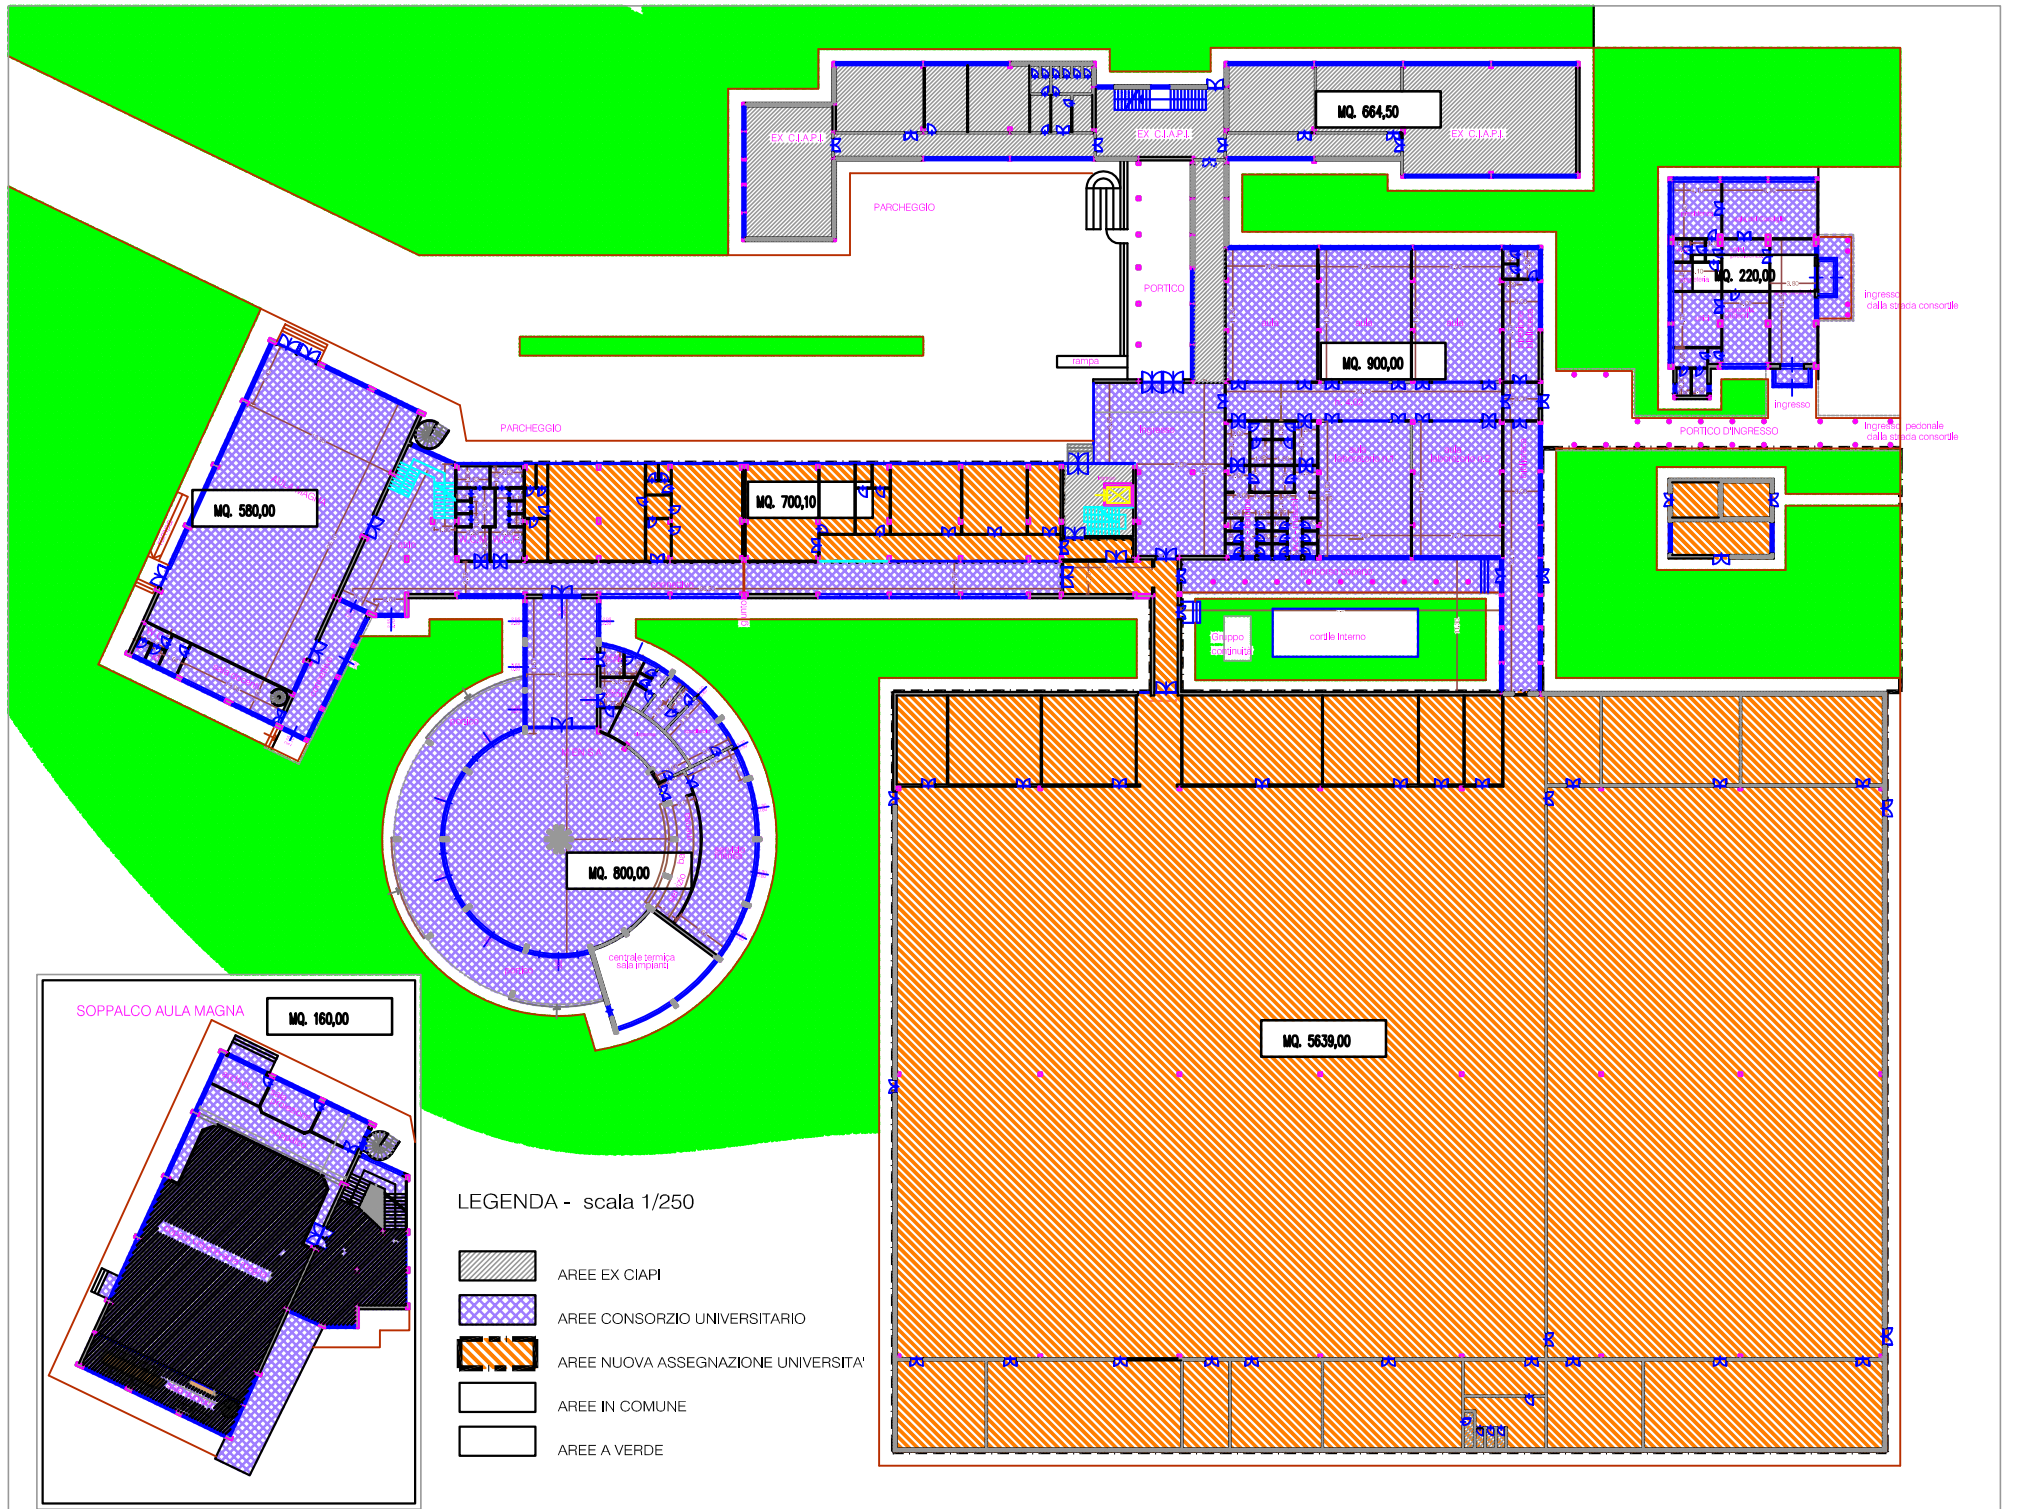 EX C.I.A.P.I.
EX C.I.A.P.I.
MQ. 664,50
EX C.I.A.P.I.
PARCHEGGIO
PORTICO
MQ. 220,00
ingresso
dalla strada consortile
rampa
MQ. 900,00
ingresso
PARCHEGGIO
PORTICO D'INGRESSO
Ingresso pedonale
dalla strada consortile
MQ. 580,00
MQ. 700,10
giunto
Gruppo
continuita'
cortile interno
MQ. 800,00
centrale termica
sala impianti
SOPPALCO AULA MAGNA
MQ. 160,00
MQ. 5639,00
LEGENDA - scala 1/250
AREE EX CIAPI
AREE CONSORZIO UNIVERSITARIO
AREE NUOVA ASSEGNAZIONE UNIVERSITA'
AREE IN COMUNE
AREE A VERDE